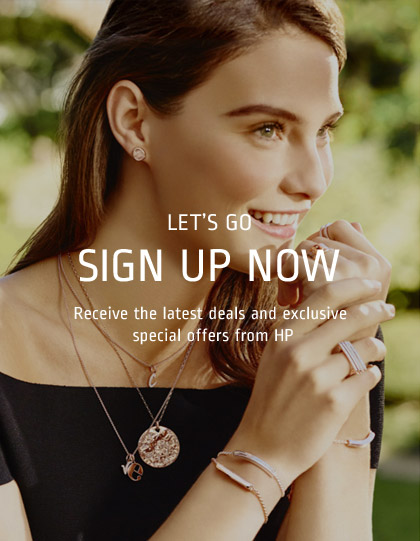 LET'S GO
SIGN UP NOW
Receive the latest deals and exclusive
special offers from HP